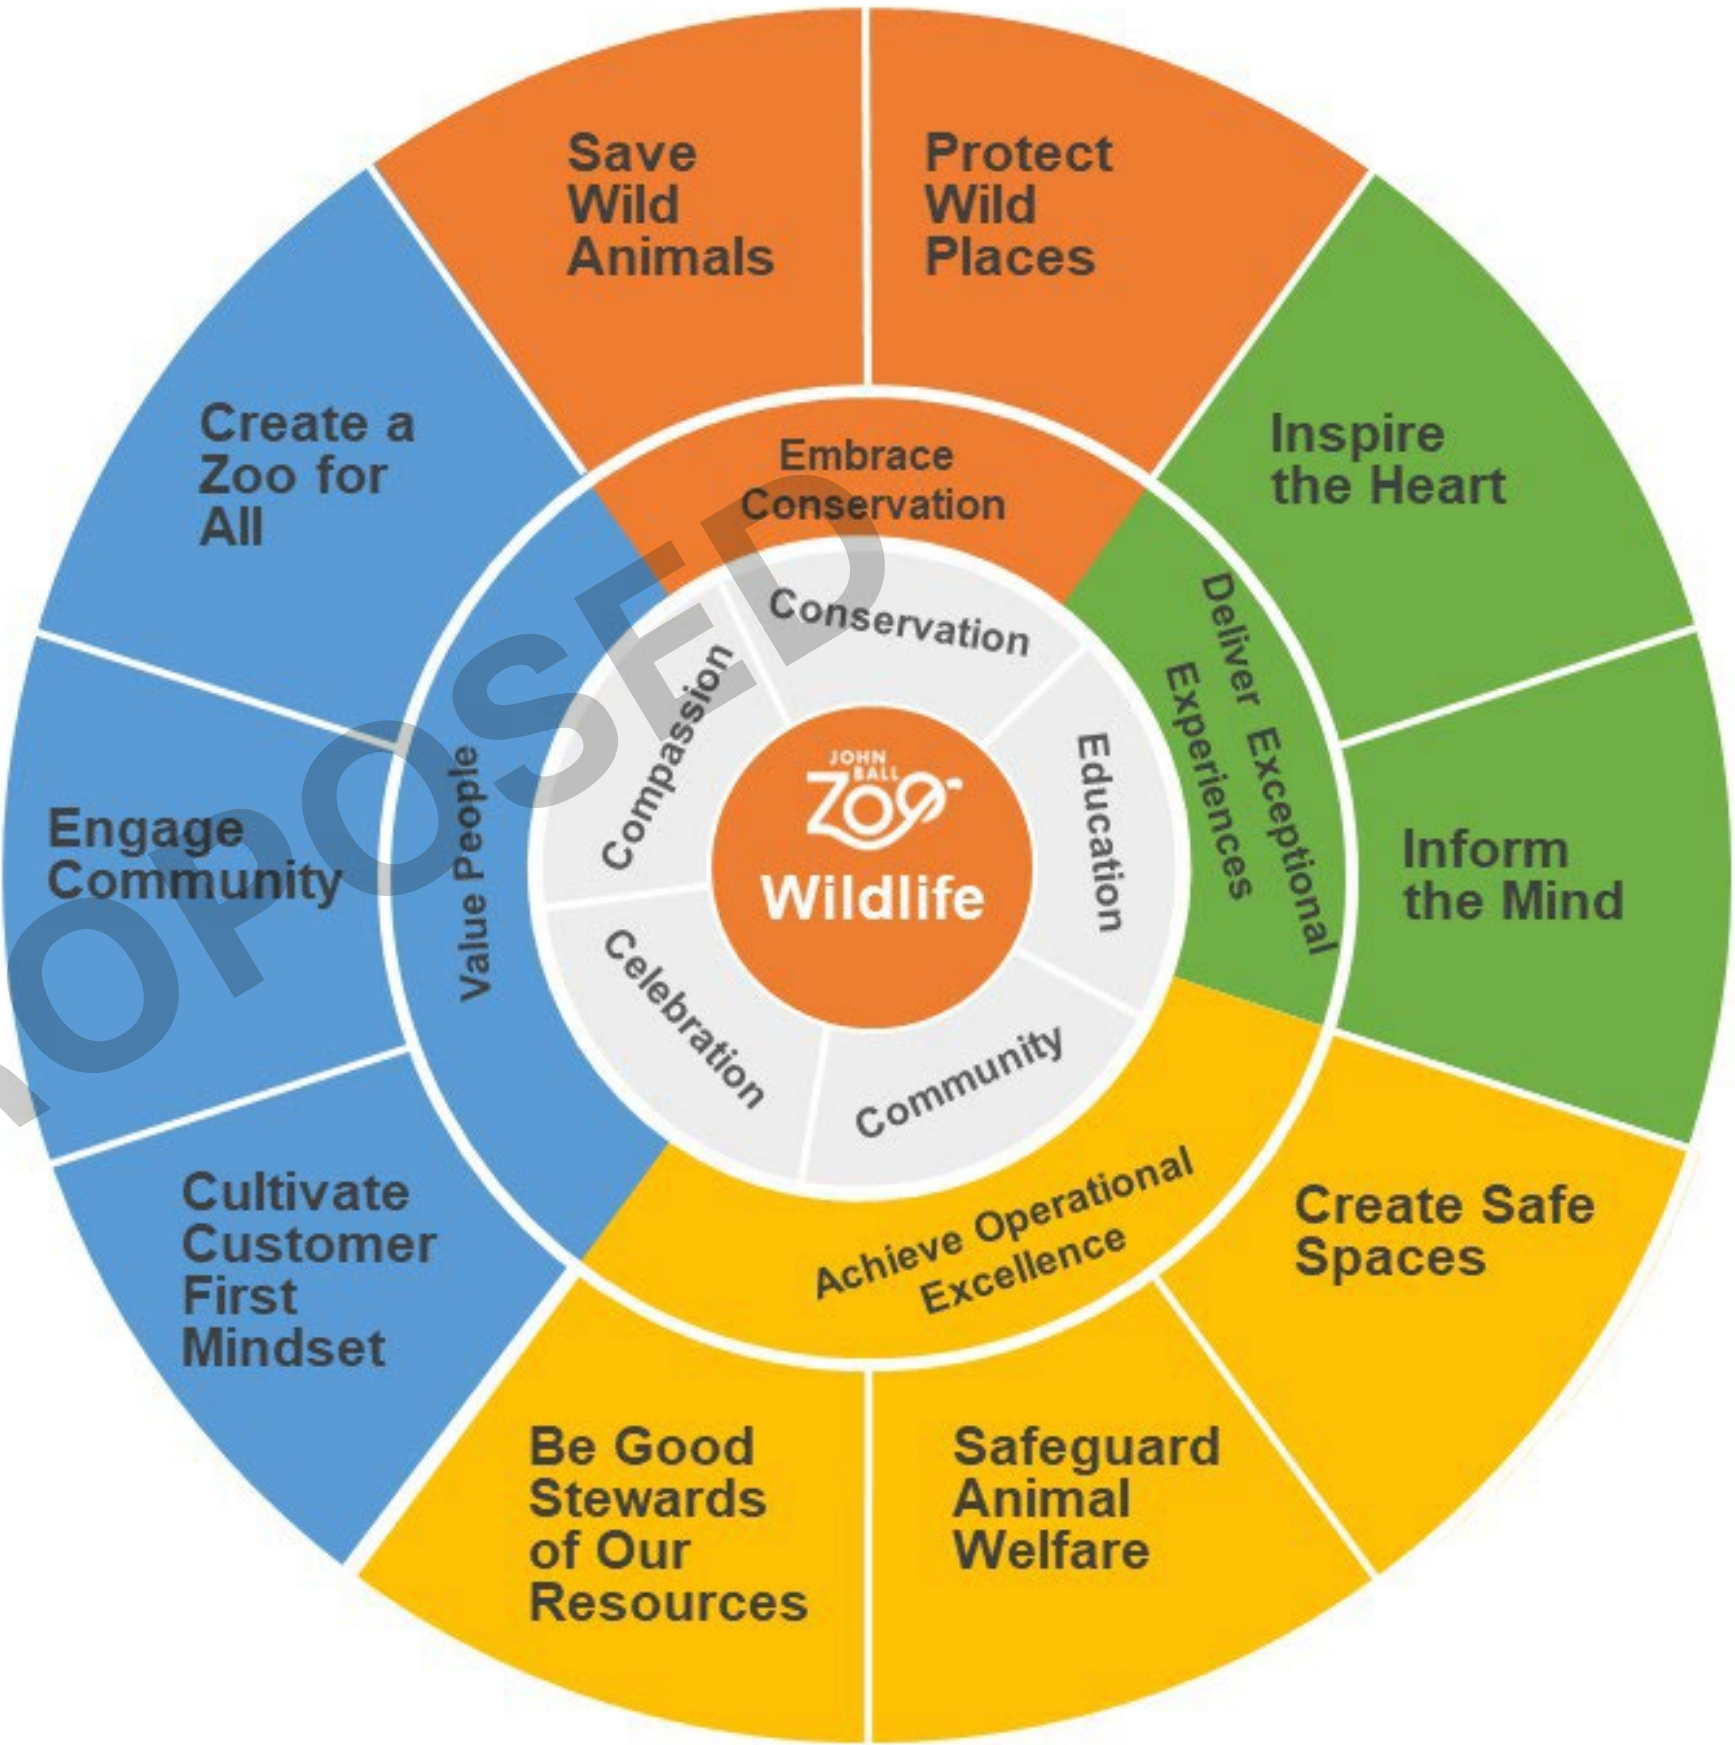 Save
Wild
Animals
Protect
Wild
Places
Inspire
the Heart
Inform
the Mind
Create Safe
Spaces
Safeguard
Animal
Welfare
Be Good
Stewards
of Our
Resources
Cultivate
Customer
First
Mindset
Engage
Community
Create a
Zoo for
All
Embrace
Conservation
Deliver Exceptional
Experiences
Achieve Operational
Excellence
Value People
Conservation
Education
Community
Celebration
Compassion
JOHN
BALL
ZOO
Wildlife
OPOSED